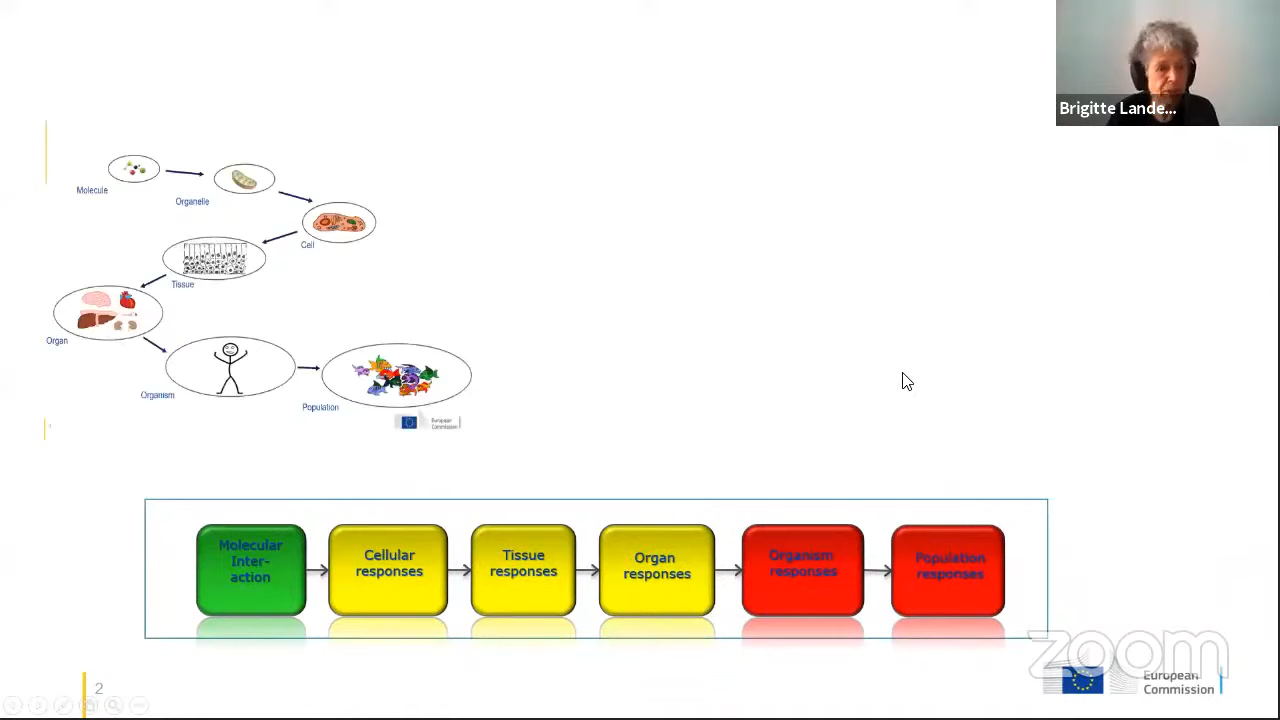 Brigitte Lande...
Molecule
Organelle
Cell
Tissue
Organ
Organism
Population
European
Commission
Molecular
Inter-
action
Cellular
responses
Tissue
responses
Organ
responses
Organism
responses
Population
responses
zoom
2
European
Commission